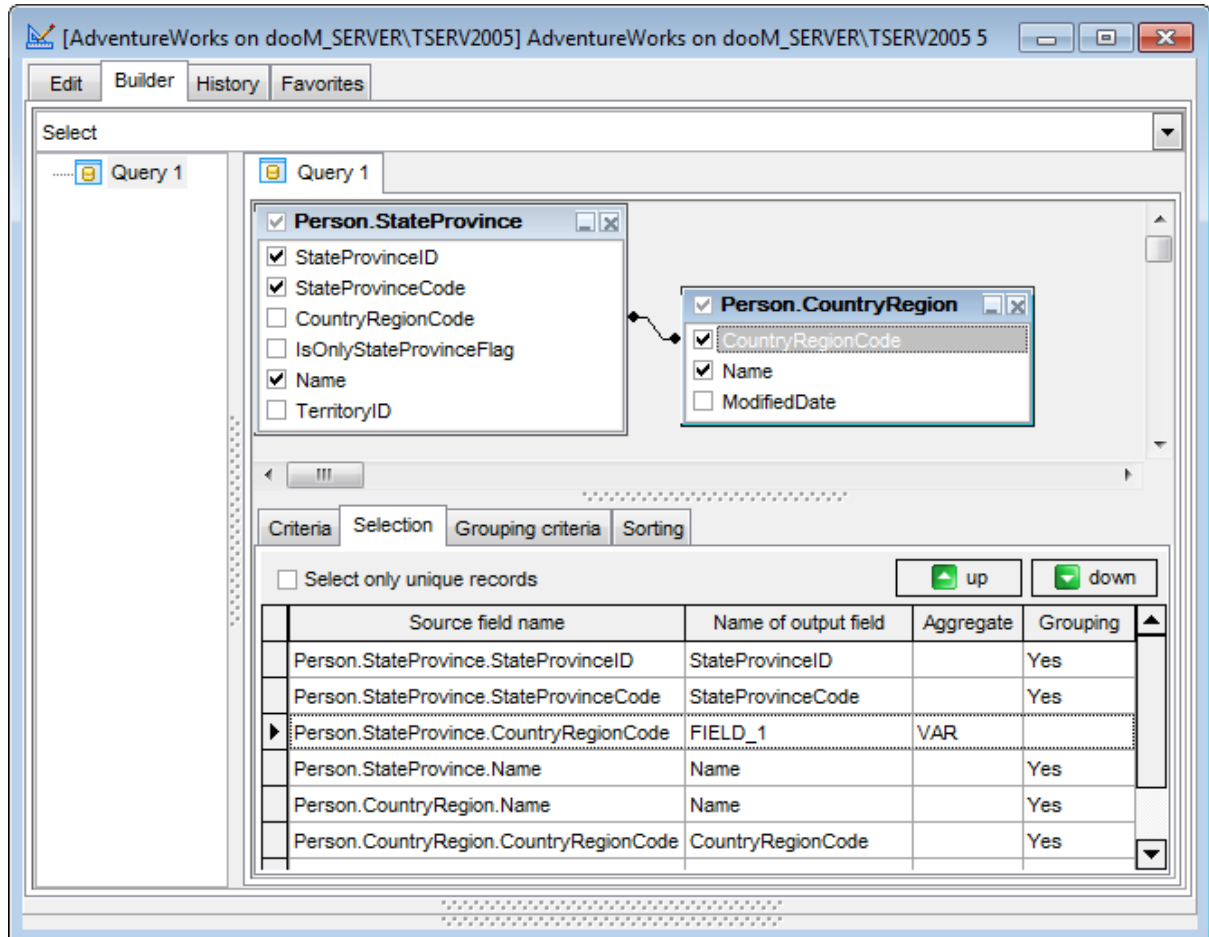 [AdventureWorks on dooM_SERVER\TSERV2005] AdventureWorks on dooM_SERVER\TSERV2005 5
Edit Builder History Favorites
Select
Query 1
Query 1
Person.StateProvince
StateProvinceID
StateProvinceCode
CountryRegionCode
IsOnlyStateProvinceFlag
Name
TerritoryID
Person.CountryRegion
CountryRegionCode
Name
ModifiedDate
Criteria Selection Grouping criteria Sorting
Select only unique records up down
Source field name Name of output field Aggregate Grouping
Person.StateProvince.StateProvinceID StateProvinceID Yes
Person.StateProvince.StateProvinceCode StateProvinceCode Yes
Person.StateProvince.CountryRegionCode FIELD_1 VAR
Person.StateProvince.Name Name Yes
Person.CountryRegion.Name Name Yes
Person.CountryRegion.CountryRegionCode CountryRegionCode Yes